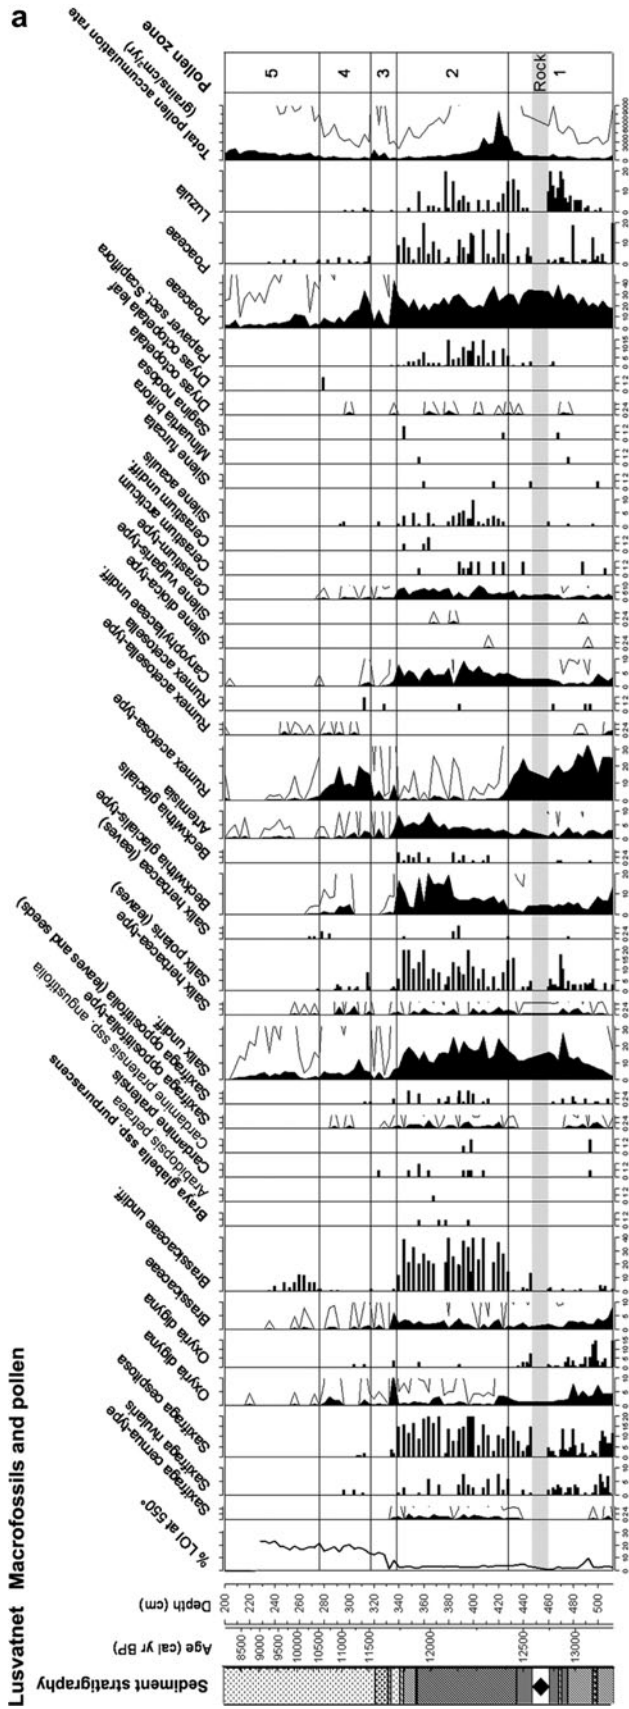 a
Lusvatnet Macrofossils and pollen
Sediment stratigraphy
Age (cal yr BP)
8500
9000
9500
10000
10500
11000
11500
12000
12500
13000
Depth (cm)
200
220
240
260
280
300
320
340
360
380
400
420
440
460
480
500
% LOI at 550°
Saxifraga cernua-type
Saxifraga rivularis
Saxifraga cespitosa
Oxyria digyna
Oxyria digyna
Brassicaceae
Brassicaceae undiff.
Braya glabella ssp. purpurascens
Arabidopsis petraea
Cardamine pratensis ssp. angustifolia
Cardamine pratensis
Saxifraga oppositifolia-type
Saxifraga oppositifolia (leaves and seeds)
Salix undiff.
Salix herbacea-type
Salix polaris (leaves)
Salix herbacea (leaves)
Beckwithia glacialis-type
Beckwithia glacialis
Artemisia
Rumex acetosa-type
Rumex acetosella-type
Rumex acetosella
Caryophyllaceae undiff.
Silene dioica-type
Silene vulgaris-type
Cerastium-type
Cerastium arcticum
Cerastium undiff.
Silene acaulis
Silene furcata
Minuartia biflora
Sagina nodosa
Dryas octopetala
Dryas octopetala leaf
Papaver sect. Scapiflora
Poaceae
Poaceae
Luzula
Total pollen accumulation rate
(grains/cm²/yr)
Pollen zone
5
4
3
2
Rock
1